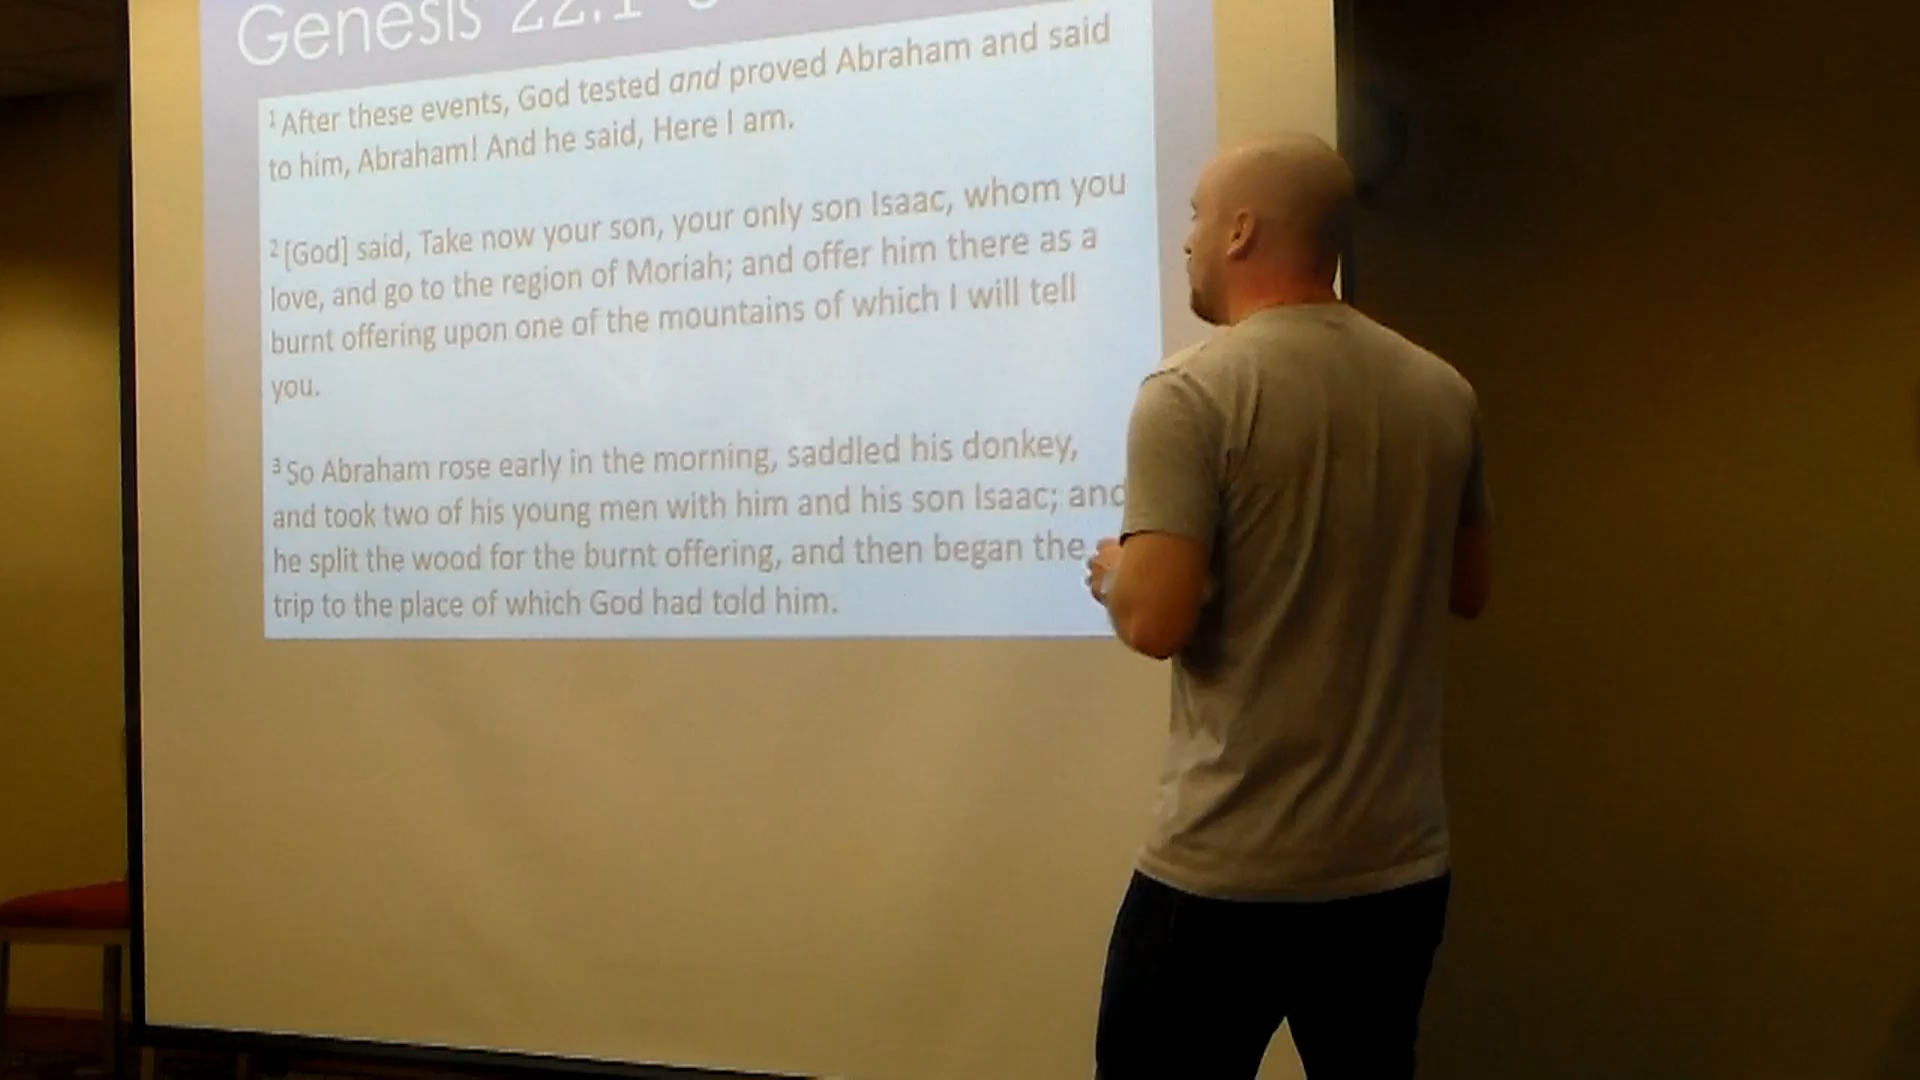 Genesis 22:1
1 After these events, God tested and proved Abraham and said
to him, Abraham! And he said, Here I am.
2 [God] said, Take now your son, your only son Isaac, whom you
love, and go to the region of Moriah; and offer him there as a
burnt offering upon one of the mountains of which I will tell
you.
3 So Abraham rose early in the morning, saddled his donkey,
and took two of his young men with him and his son Isaac; and
he split the wood for the burnt offering, and then began the
trip to the place of which God had told him.